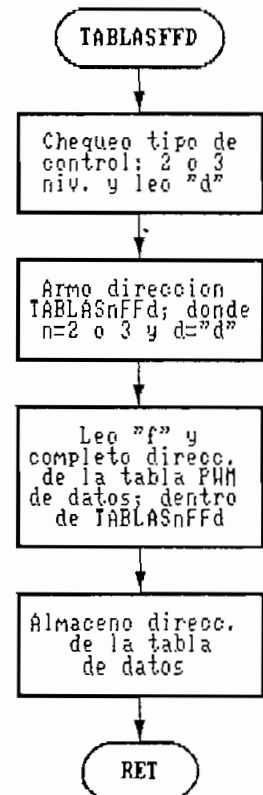 TABLASFFD
Chequeo tipo de
control: 2 o 3
niv. y leo "d"
Armo direccion
TABLASnFFd; donde
n=2 o 3 y d="d"
Leo "f" y
completo direcc.
de la tabla PWM
de datos; dentro
de TABLASnFFd
Almaceno direcc.
de la tabla
de datos
RET